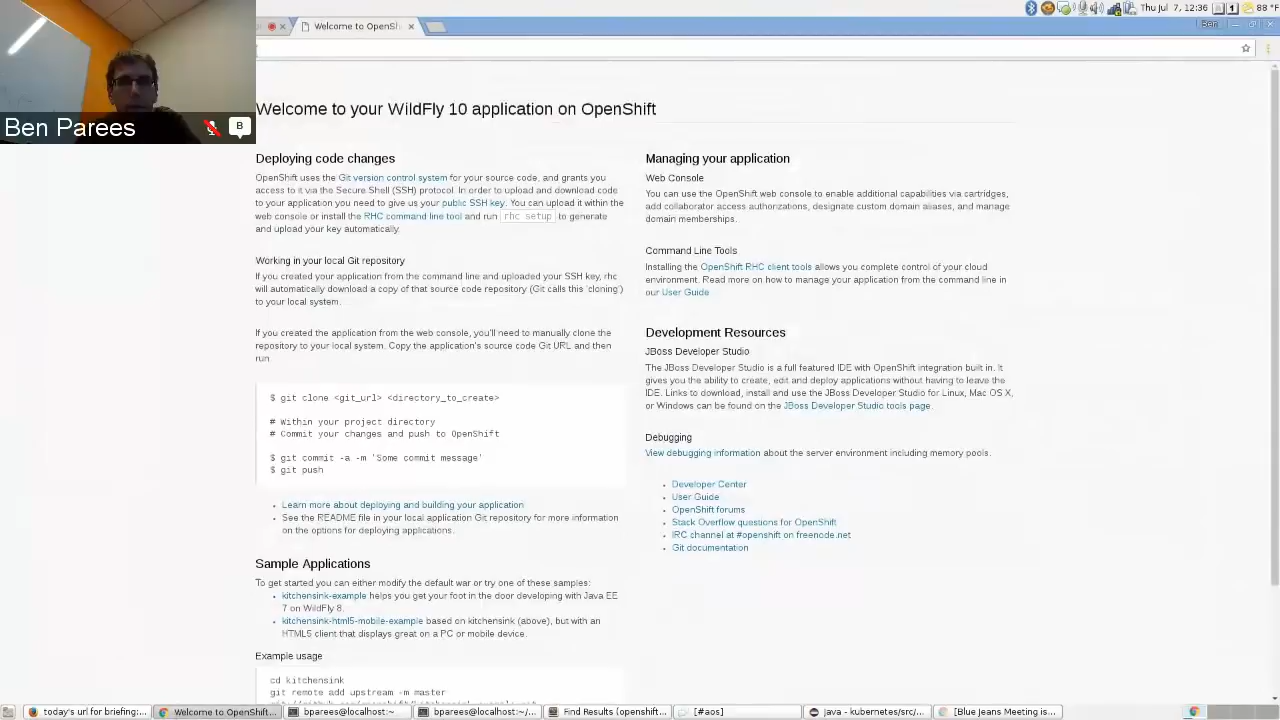 Welcome to OpenSh
Thu Jul 7, 12:36
88 °F
Ben
Ben Parees
B
Welcome to your WildFly 10 application on OpenShift
Deploying code changes
OpenShift uses the Git version control system for your source code, and grants you
access to it via the Secure Shell (SSH) protocol. In order to upload and download code
to your application you need to give us your public SSH key. You can upload it within the
web console or install the RHC command line tool and run rhc setup to generate
and upload your key automatically.
Working in your local Git repository
If you created your application from the command line and uploaded your SSH key, rhc
will automatically download a copy of that source code repository (Git calls this 'cloning')
to your local system.
If you created the application from the web console, you'll need to manually clone the
repository to your local system. Copy the application's source code Git URL and then
run:
$ git clone <git_url> <directory_to_create>
# Within your project directory
# Commit your changes and push to OpenShift
$ git commit -a -m 'Some commit message'
$ git push
Learn more about deploying and building your application
See the README file in your local application Git repository for more information
on the options for deploying applications.
Sample Applications
To get started you can either modify the default war or try one of these samples:
kitchensink-example helps you get your foot in the door developing with Java EE
7 on WildFly 8.
kitchensink-html5-mobile-example based on kitchensink (above), but with an
HTML5 client that displays great on a PC or mobile device.
Example usage
cd kitchensink
git remote add upstream -m master
Managing your application
Web Console
You can use the OpenShift web console to enable additional capabilities via cartridges,
add collaborator access authorizations, designate custom domain aliases, and manage
domain memberships.
Command Line Tools
Installing the OpenShift RHC client tools allows you complete control of your cloud
environment. Read more on how to manage your application from the command line in
our User Guide.
Development Resources
JBoss Developer Studio
The JBoss Developer Studio is a full featured IDE with OpenShift integration built in. It
gives you the ability to create, edit and deploy applications without having to leave the
IDE. Links to download, install and use the JBoss Developer Studio for Linux, Mac OS X,
or Windows can be found on the JBoss Developer Studio tools page.
Debugging
View debugging information about the server environment including memory pools.
Developer Center
User Guide
OpenShift forums
Stack Overflow questions for OpenShift
IRC channel at #openshift on freenode.net
Git documentation
today's url for briefing:...
Welcome to OpenShift...
bparees@localhost:~
bparees@localhost:~/...
Find Results (openshift...
[#aos]
Java - kubernetes/src/...
[Blue Jeans Meeting is...